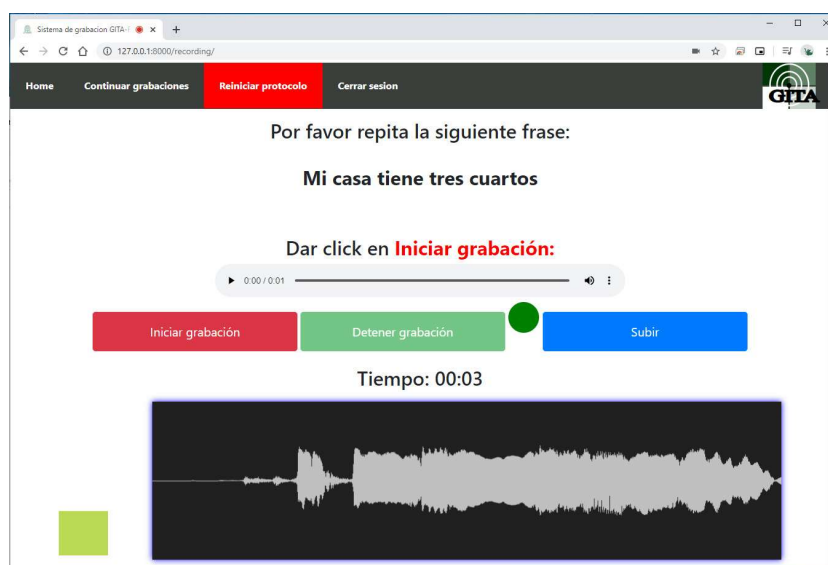 Sistema de grabacion GITA-
127.0.0.1:8000/recording/
Home Continuar grabaciones Reiniciar protocolo Cerrar sesion GITA
Por favor repita la siguiente frase:
Mi casa tiene tres cuartos
Dar click en Iniciar grabación:
0:00 / 0:01
Iniciar grabación Detener grabación Subir
Tiempo: 00:03